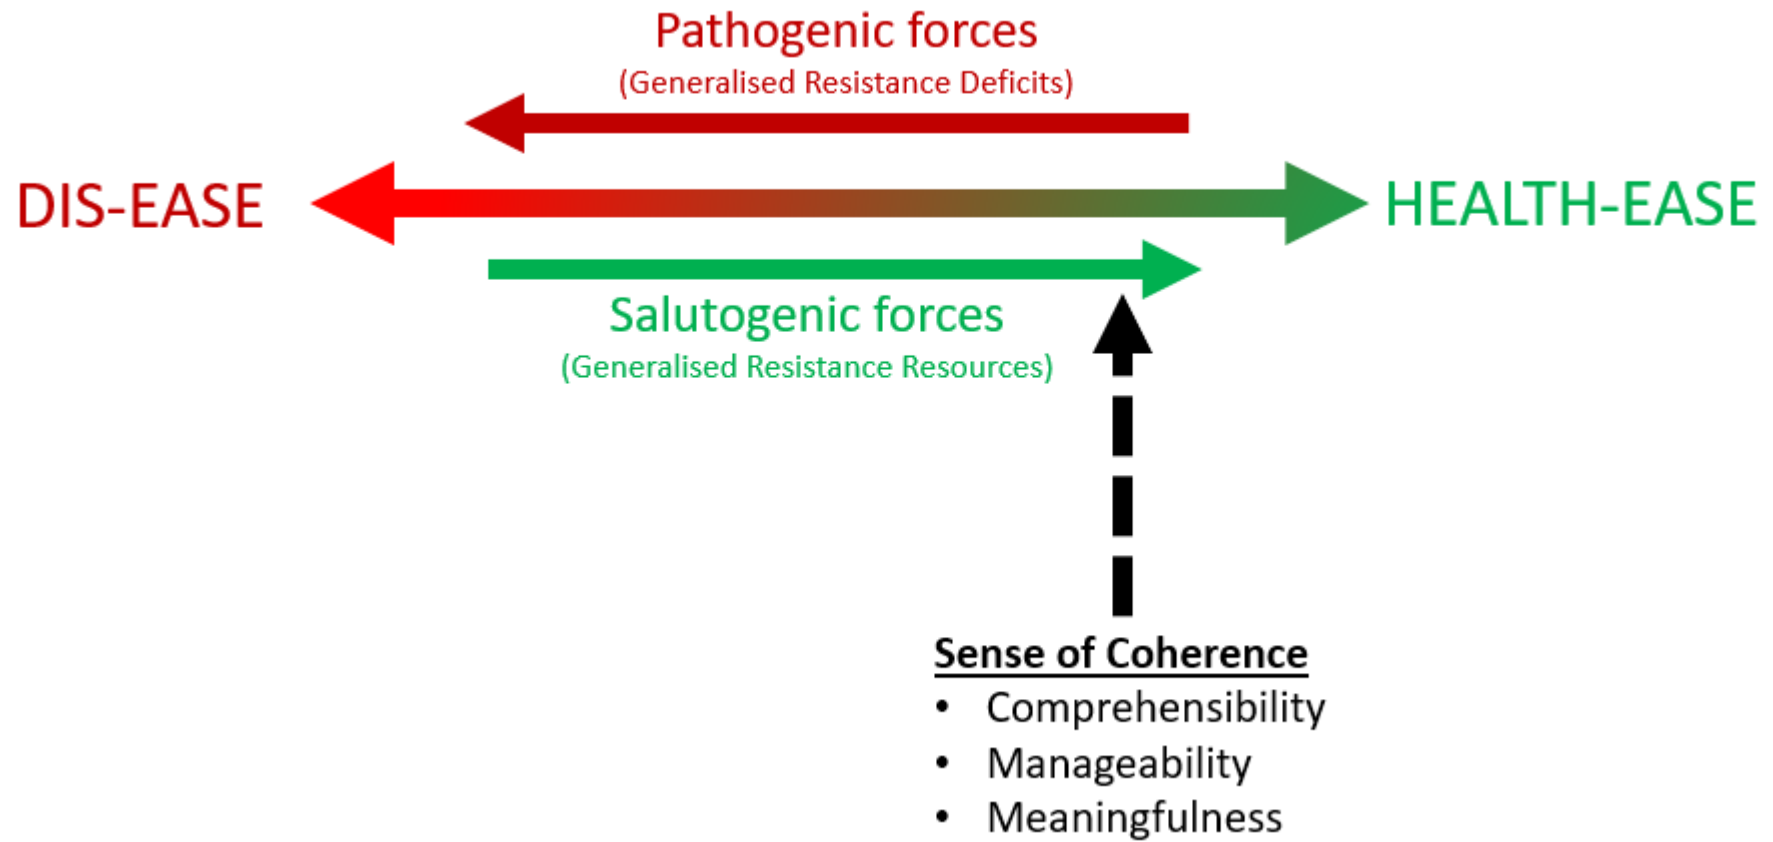 Pathogenic forces
(Generalised Resistance Deficits)
DIS-EASE
HEALTH-EASE
Salutogenic forces
(Generalised Resistance Resources)
Sense of Coherence
• Comprehensibility
• Manageability
• Meaningfulness